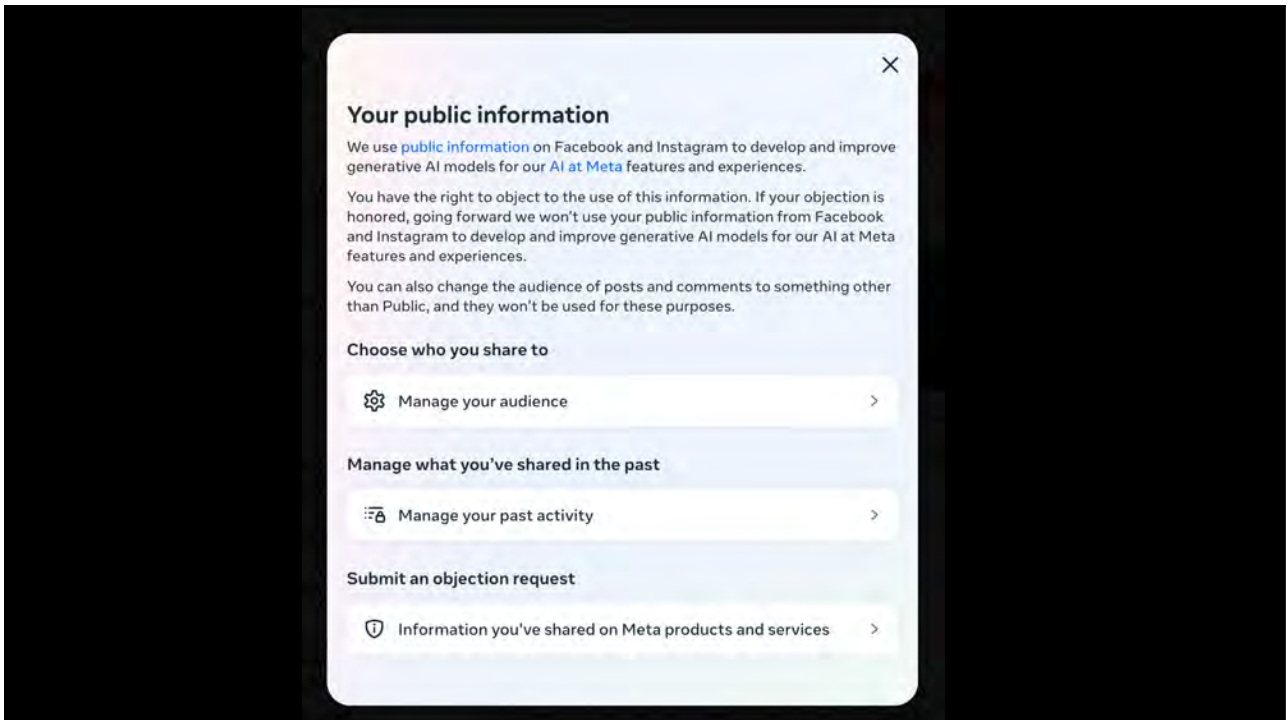 Your public information
We use public information on Facebook and Instagram to develop and improve
generative AI models for our AI at Meta features and experiences.
You have the right to object to the use of this information. If your objection is
honored, going forward we won't use your public information from Facebook
and Instagram to develop and improve generative AI models for our AI at Meta
features and experiences.
You can also change the audience of posts and comments to something other
than Public, and they won't be used for these purposes.
Choose who you share to
Manage your audience
Manage what you've shared in the past
Manage your past activity
Submit an objection request
Information you've shared on Meta products and services